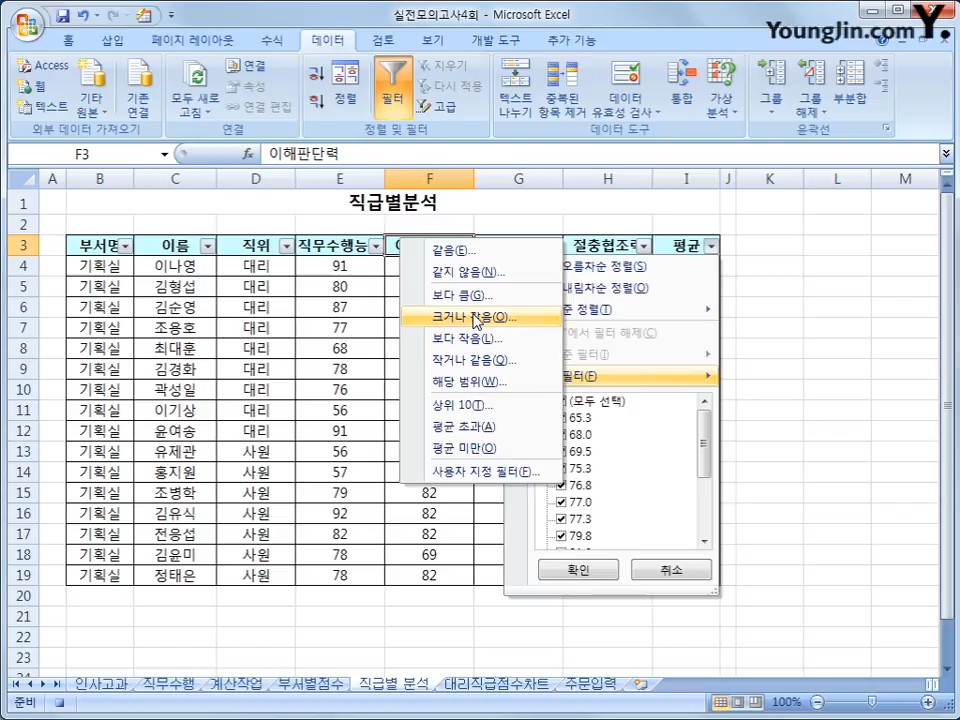 실전모의고사4회 - Microsoft Excel
YoungJin.com Y.
홈 삽입 페이지 레이아웃 수식 데이터 검토 보기 개발 도구 추가 기능
Access
웹
텍스트
기타 원본
기존 연결
외부 데이터 가져오기
모두 새로 고침
연결
속성
연결 편집
연결
정렬
필터
지우기
다시 적용
고급
정렬 및 필터
텍스트 나누기
중복된 항목 제거
데이터 유효성 검사
통합
가상 분석
데이터 도구
그룹
그룹 해제
부분합
윤곽선
F3 fx 이해판단력
A B C D E F G H I J K L M
1 직급별분석
2
3 부서명 이름 직위 직무수행능 절충협조력 평균
4 기획실 이나영 대리 91
5 기획실 김형섭 대리 80
6 기획실 김순영 대리 87
7 기획실 조용호 대리 77
8 기획실 최대훈 대리 68
9 기획실 김경화 대리 78
10 기획실 곽성일 대리 76
11 기획실 이기상 대리 56
12 기획실 윤여송 대리 91
13 기획실 유제관 사원 56
14 기획실 홍지원 사원 57
15 기획실 조병학 사원 79 82
16 기획실 김유식 사원 92 82
17 기획실 전응섭 사원 82 82
18 기획실 김윤미 사원 78 69
19 기획실 정태은 사원 78 82
20
21
22
23
같음(E)...
같지 않음(N)...
보다 큼(G)...
크거나 작음(O)...
보다 작음(L)...
작거나 같음(Q)...
해당 범위(W)...
상위 10(T)...
평균 초과(A)
평균 미만(O)
사용자 지정 필터(F)...
오름차순 정렬(S)
내림차순 정렬(O)
준 정렬(T)
"에서 필터 해제(C)
준 필터(I)
필터(F)
(모두 선택)
65.3
68.0
69.5
75.3
76.8
77.0
77.3
79.8
확인 취소
인사고과 직무수행 계산작업 부서별점수 직급별 분석 대리직급점수차트 주문입력
준비 100%